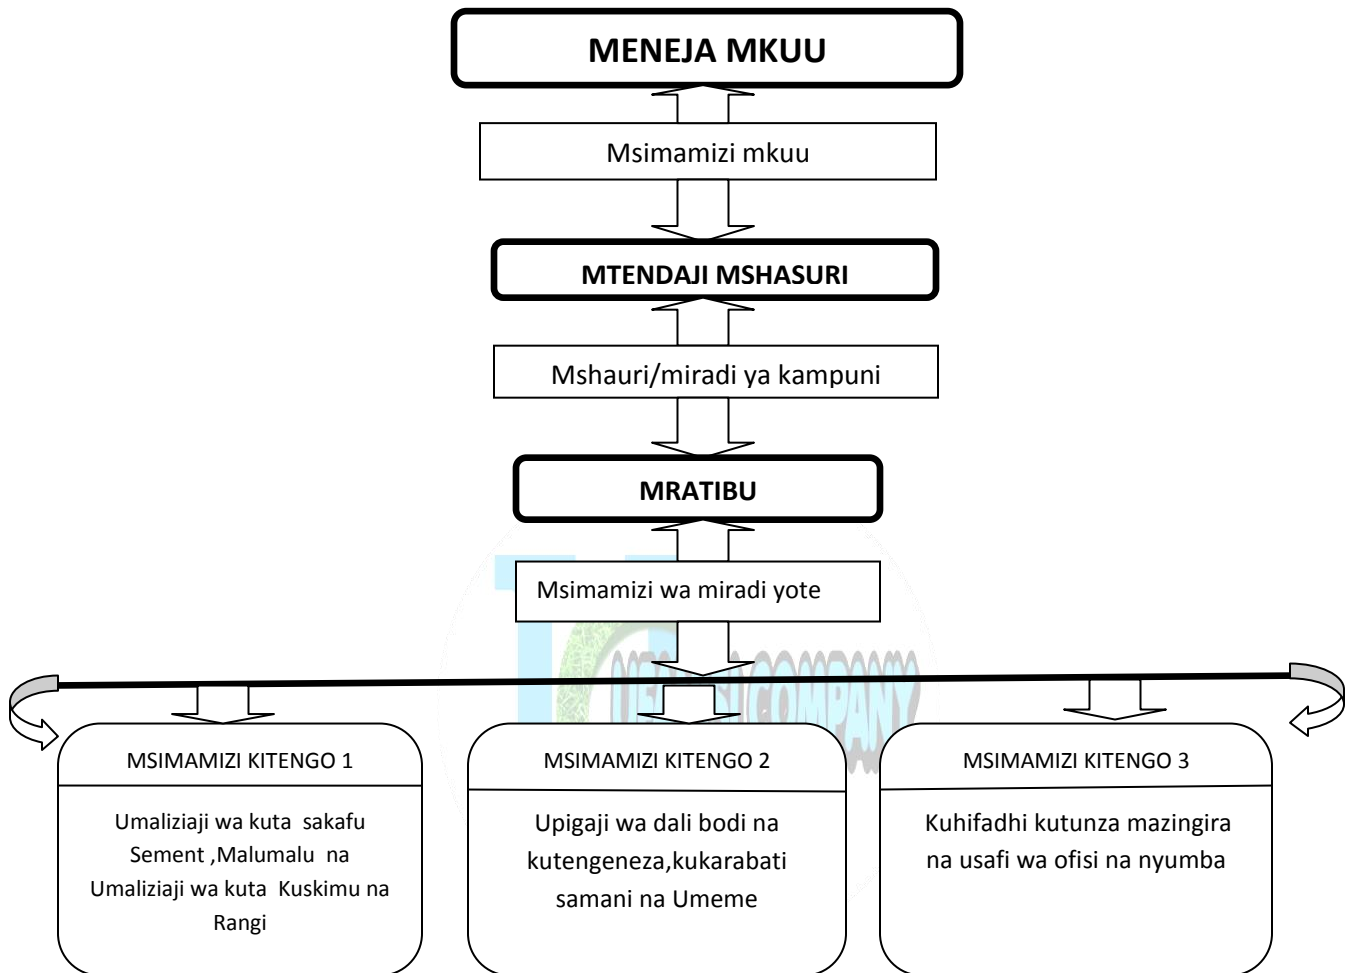 MENEJA MKUU
Msimamizi mkuu
MTENDAJI MSHASURI
Mshauri/miradi ya kampuni
MRATIBU
Msimamizi wa miradi yote
COMPANY
MSIMAMIZI KITENGO 1
Umaliziaji wa kuta sakafu
Sement ,Malumalu na
Umaliziaji wa kuta Kuskimu na
Rangi
MSIMAMIZI KITENGO 2
Upigaji wa dali bodi na
kutengeneza,kukarabati
samani na Umeme
MSIMAMIZI KITENGO 3
Kuhifadhi kutunza mazingira
na usafi wa ofisi na nyumba